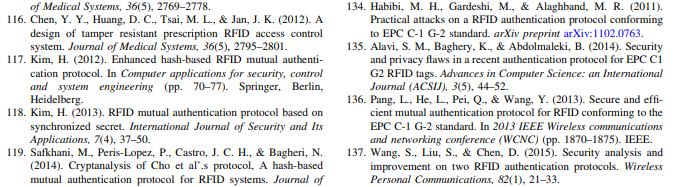 of Medical Systems, 36(5), 2769–2778.
116. Chen, Y. Y., Huang, D. C., Tsai, M. L., & Jan, J. K. (2012). A
design of tamper resistant prescription RFID access control
system. Journal of Medical Systems, 36(5), 2795–2801.
117. Kim, H. (2012). Enhanced hash-based RFID mutual authenti-
cation protocol. In Computer applications for security, control
and system engineering (pp. 70–77). Springer, Berlin,
Heidelberg.
118. Kim, H. (2013). RFID mutual authentication protocol based on
synchronized secret. International Journal of Security and Its
Applications, 7(4), 37–50.
119. Safkhani, M., Peris-Lopez, P., Castro, J. C. H., & Bagheri, N.
(2014). Cryptanalysis of Cho et al'.s protocol, A hash-based
mutual authentication protocol for RFID systems. Journal of
134. Habibi, M. H., Gardeshi, M., & Alaghband, M. R. (2011).
Practical attacks on a RFID authentication protocol conforming
to EPC C-1 G-2 standard. arXiv preprint arXiv:1102.0763.
135. Alavi, S. M., Baghery, K., & Abdolmaleki, B. (2014). Security
and privacy flaws in a recent authentication protocol for EPC C1
G2 RFID tags. Advances in Computer Science: an International
Journal (ACSIJ), 3(5), 44–52.
136. Pang, L., He, L., Pei, Q., & Wang, Y. (2013). Secure and effi-
cient mutual authentication protocol for RFID conforming to the
EPC C-1 G-2 standard. In 2013 IEEE Wireless communications
and networking conference (WCNC) (pp. 1870–1875). IEEE.
137. Wang, S., Liu, S., & Chen, D. (2015). Security analysis and
improvement on two RFID authentication protocols. Wireless
Personal Communications, 82(1), 21–33.